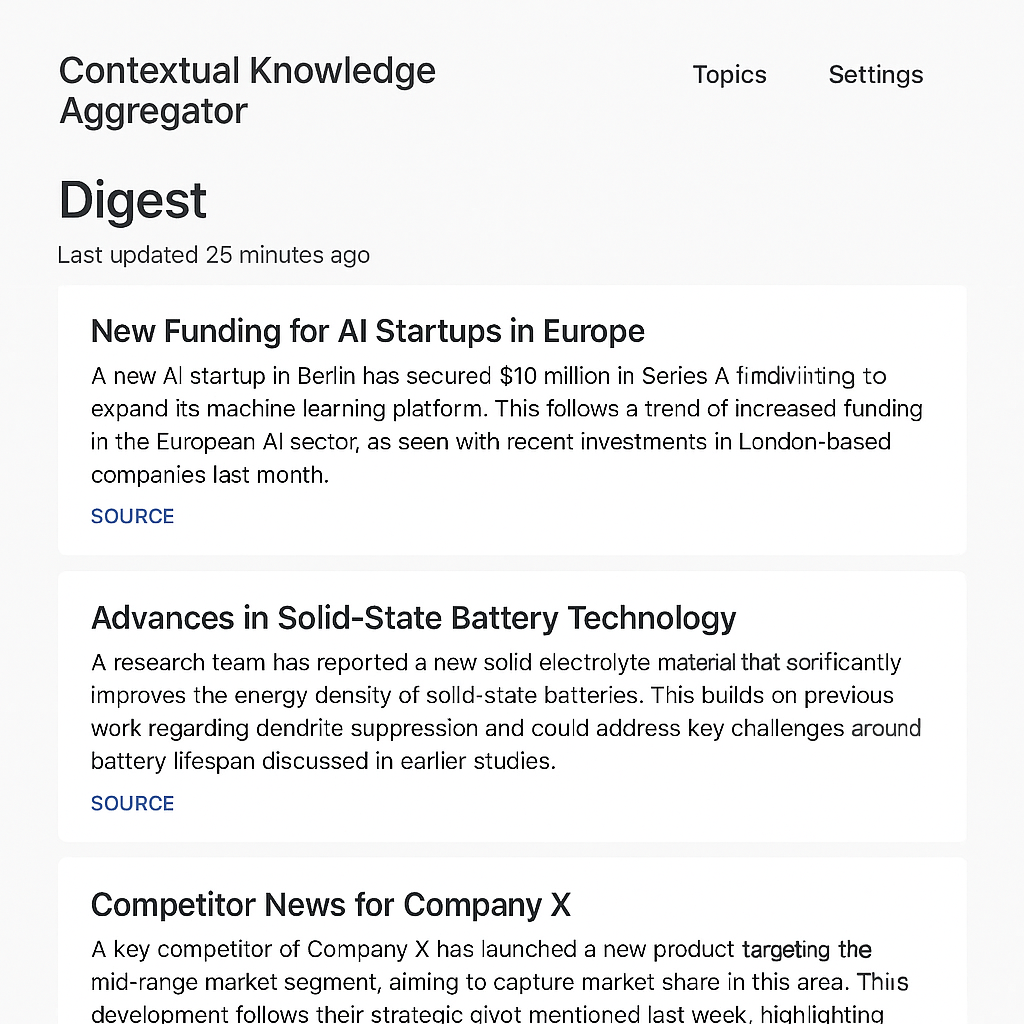 Contextual Knowledge
Aggregator
Topics
Settings
Digest
Last updated 25 minutes ago
New Funding for AI Startups in Europe
A new AI startup in Berlin has secured $10 million in Series A to
expand its machine learning platform. This follows a trend of increased funding
in the European AI sector, as seen with recent investments in London-based
companies last month.
SOURCE
Advances in Solid-State Battery Technology
A research team has reported a new solid electrolyte material that sorificantly
improves the energy density of solld-state batteries. This builds on previous
work regarding dendrite suppression and could address key challenges around
battery lifespan discussed in earlier studies.
SOURCE
Competitor News for Company X
A key competitor of Company X has launched a new product targeting the
mid-range market segment, aiming to capture market share in this area. This
development follows their strategic givot mentioned last week, highlighting